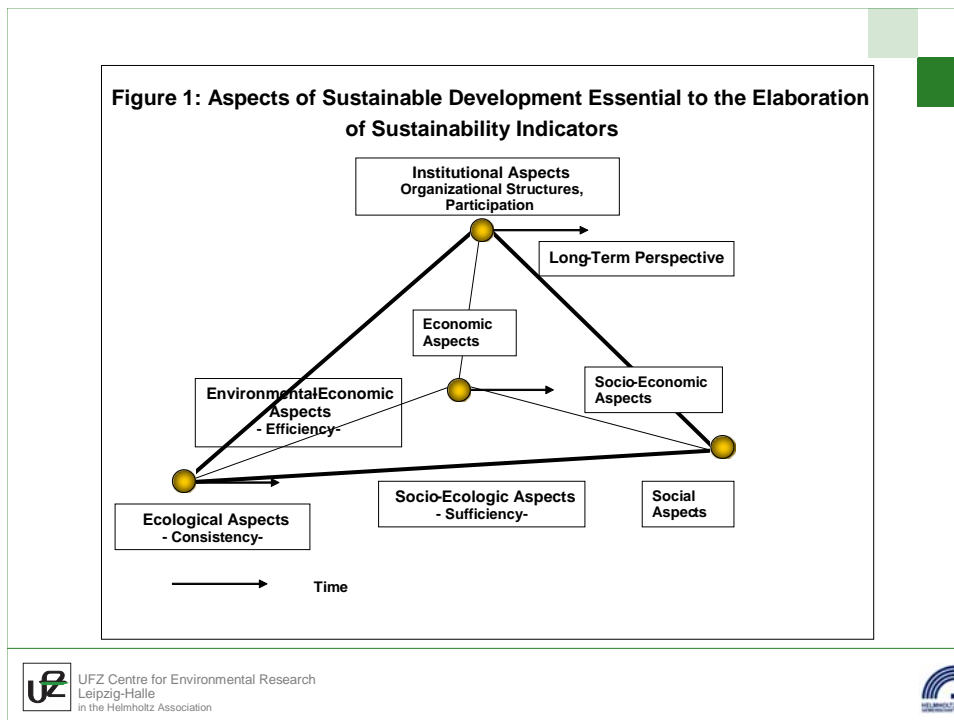 Figure 1: Aspects of Sustainable Development Essential to the Elaboration
of Sustainability Indicators
Institutional Aspects
Organizational Structures,
Participation
Long-Term Perspective
Economic
Aspects
Environmental-Economic
Aspects
- Efficiency-
Socio-Economic
Aspects
Ecological Aspects
- Consistency-
Socio-Ecologic Aspects
- Sufficiency-
Social
Aspects
Time
UFZ
UFZ Centre for Environmental Research
Leipzig-Halle
in the Helmholtz Association